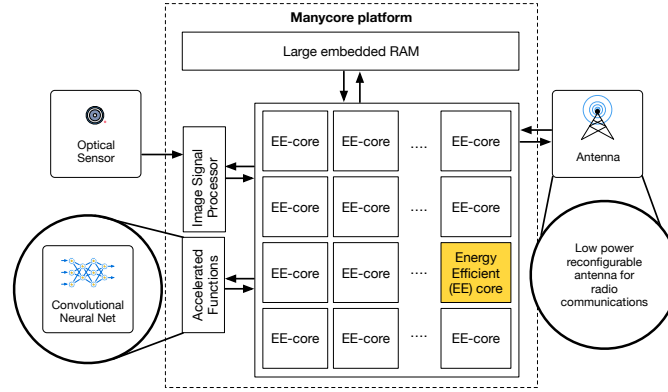 Manycore platform
Large embedded RAM
Optical
Sensor
Image Signal
Processor
EE-core
EE-core
....
EE-core
Antenna
EE-core
EE-core
....
EE-core
Convolutional
Neural Net
Accelerated
Functions
EE-core
EE-core
....
Energy
Efficient
(EE) core
Low power
reconfigurable
antenna for
radio
communications
EE-core
EE-core
....
EE-core